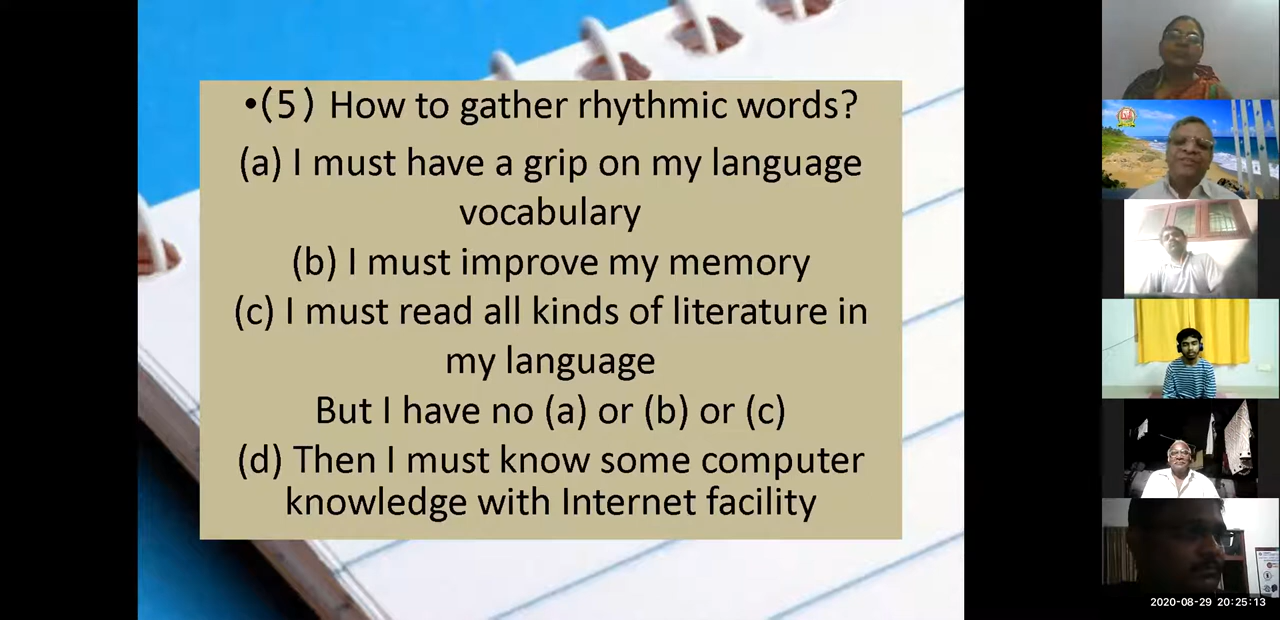 •(5) How to gather rhythmic words?
(a) I must have a grip on my language
vocabulary
(b) I must improve my memory
(c) I must read all kinds of literature in
my language
But I have no (a) or (b) or (c)
(d) Then I must know some computer
knowledge with Internet facility
2020-08-29 20:25:13